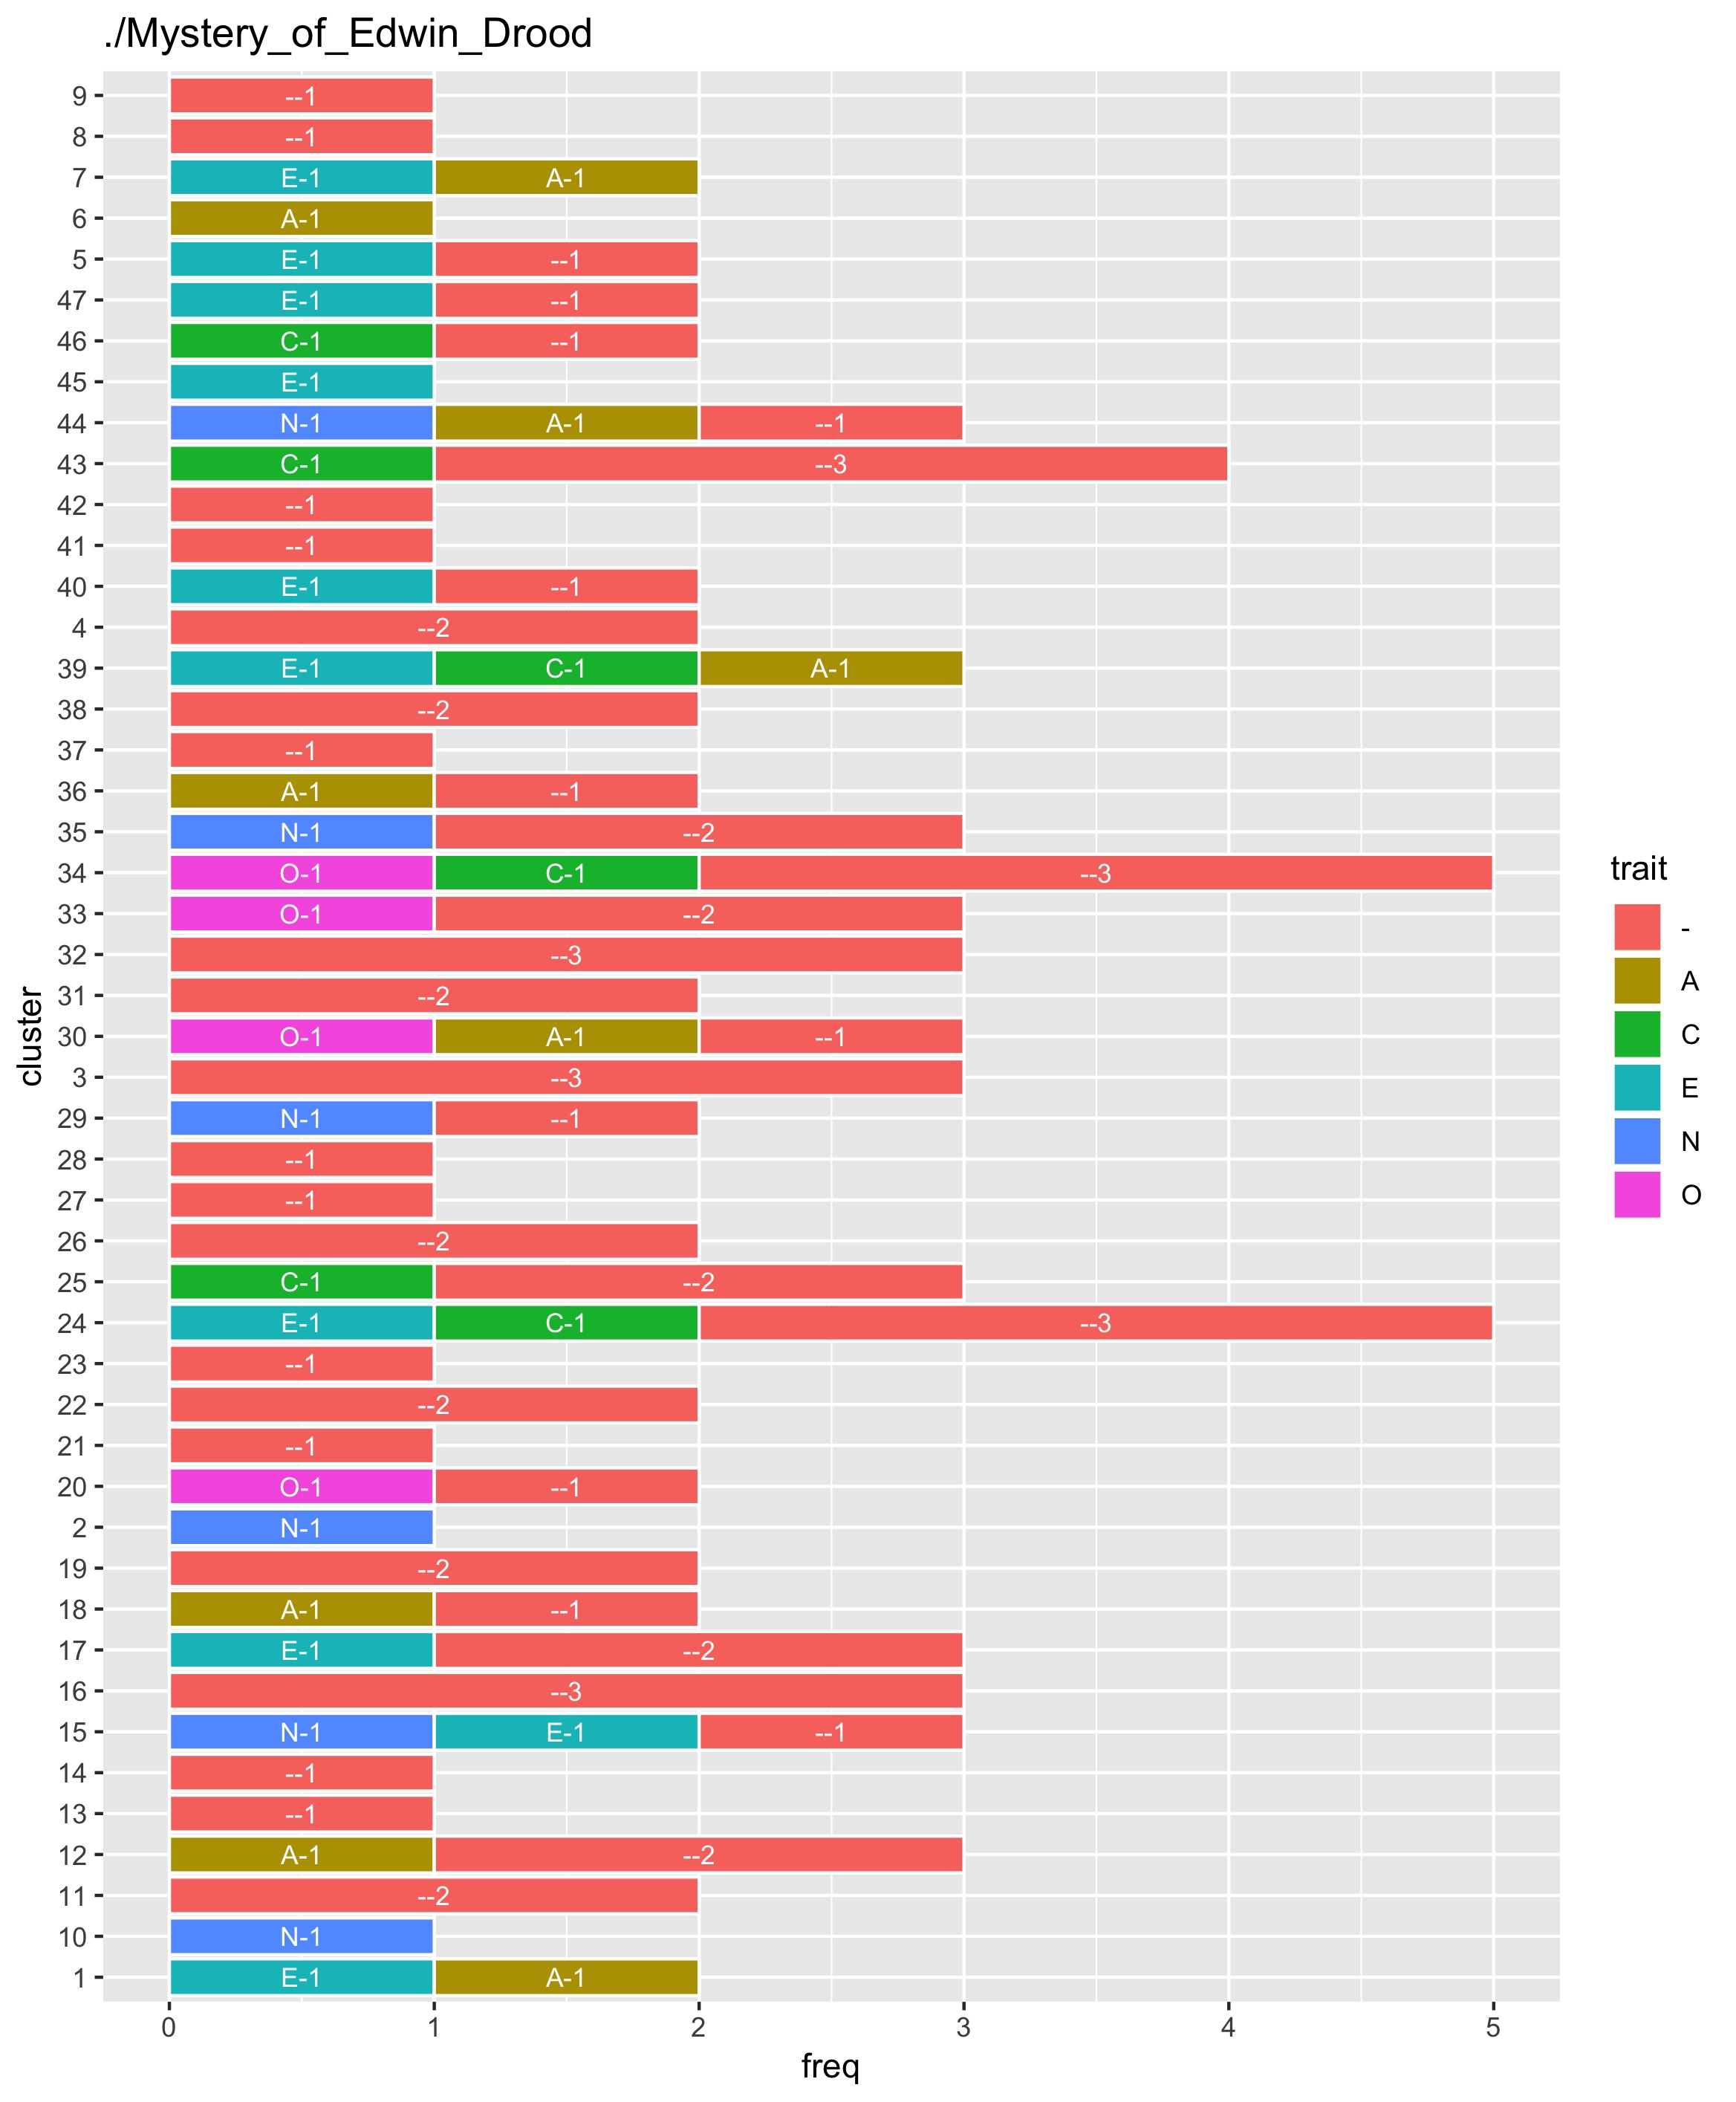 ./Mystery_of_Edwin_Drood
9 --1
8 --1
7 E-1 A-1
6 A-1
5 E-1 --1
47 E-1 --1
46 C-1 --1
45 E-1
44 N-1 A-1 --1
43 C-1 --3
42 --1
41 --1
40 E-1 --1
4 --2
39 E-1 C-1 A-1
38 --2
37 --1
36 A-1 --1
35 N-1 --2
34 O-1 C-1 --3
33 O-1 --2
32 --3
31 --2
30 O-1 A-1 --1
3 --3
29 N-1 --1
28 --1
27 --1
26 --2
25 C-1 --2
24 E-1 C-1 --3
23 --1
22 --2
21 --1
20 O-1 --1
2 N-1
19 --2
18 A-1 --1
17 E-1 --2
16 --3
15 N-1 E-1 --1
14 --1
13 --1
12 A-1 --2
11 --2
10 N-1
1 E-1 A-1
0 1 2 3 4 5
freq
cluster
trait
-
A
C
E
N
O